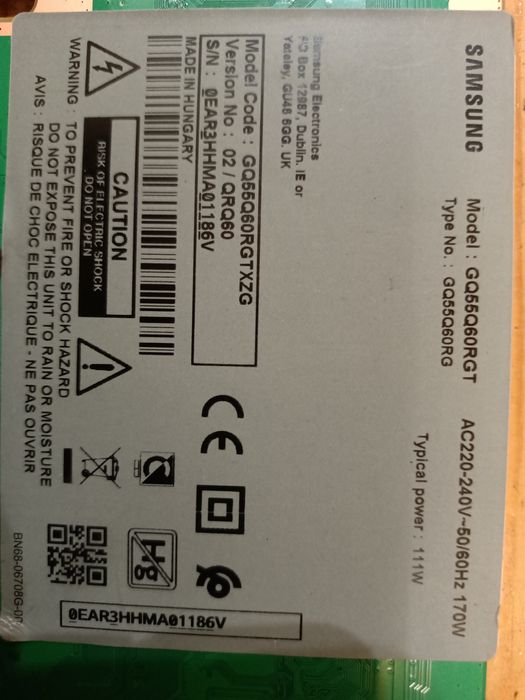 SAMSUNG
Model : GQ55Q60RGT
Type No. : GQ55Q60RG
AC220-240V~50/60Hz 170W
Typical power : 111W
Samsung Electronics
PO Box 12987, Dublin. IE or
Yateley, GU46 6GG. UK
Model Code : GQ55Q60RGTXZG
Version No : 02 / QRQ60
S/N : 0EAR3HHMA01186V
MADE IN HUNGARY
CE
CAUTION
RISK OF ELECTRIC SHOCK
DO NOT OPEN
Hg
WARNING : TO PREVENT FIRE OR SHOCK HAZARD
DO NOT EXPOSE THIS UNIT TO RAIN OR MOISTURE
AVIS : RISQUE DE CHOC ELECTRIQUE - NE PAS OUVRIR
0EAR3HHMA01186V